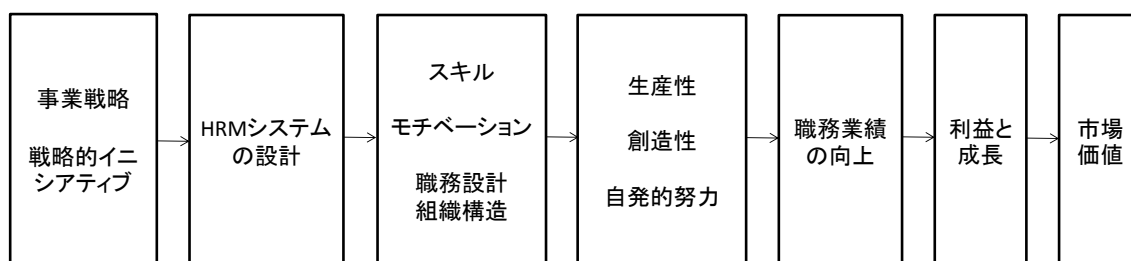 事業戦略
戦略的イニ
シアティブ
HRMシステム
の設計
スキル
モチベーション
職務設計
組織構造
生産性
創造性
自発的努力
職務業績
の向上
利益と
成長
市場
価値